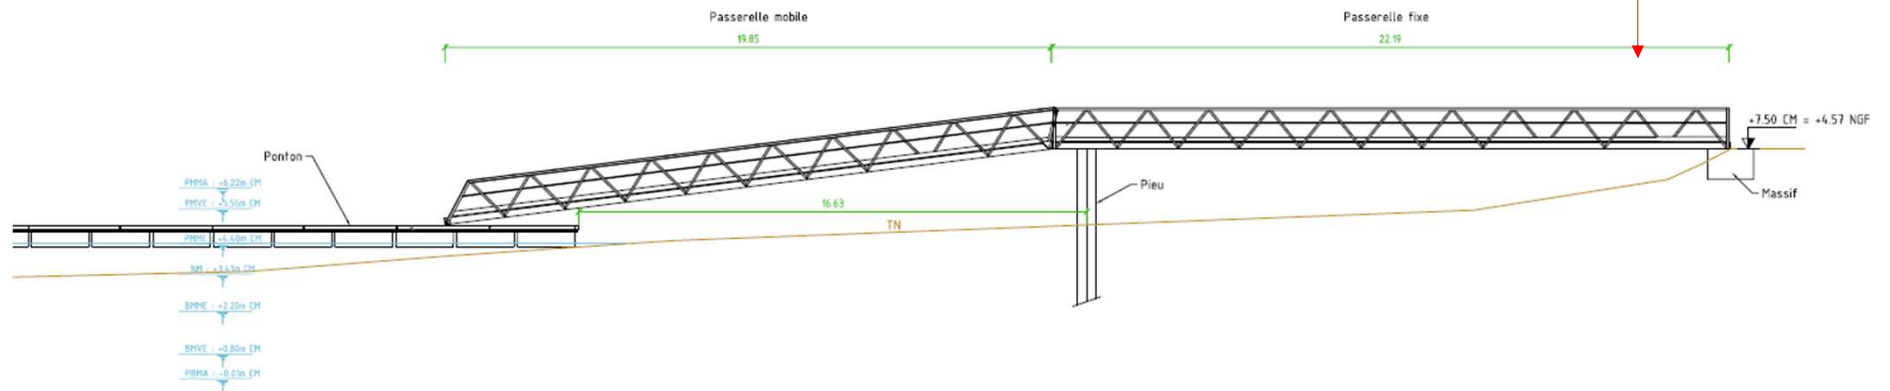 Passerelle mobile
19.85
Passerelle fixe
22.19
+7.50 CM = +4.57 NGF
Ponton
PHMA : +6.22m CM
PMVE : +5.55m CM
Pieu
Massif
16.63
TN
PMME : +4.40m CM
NM : +3.43m CM
BMME : +2.20m CM
BMVE : +0.80m CM
PBMA : +0.01m CM